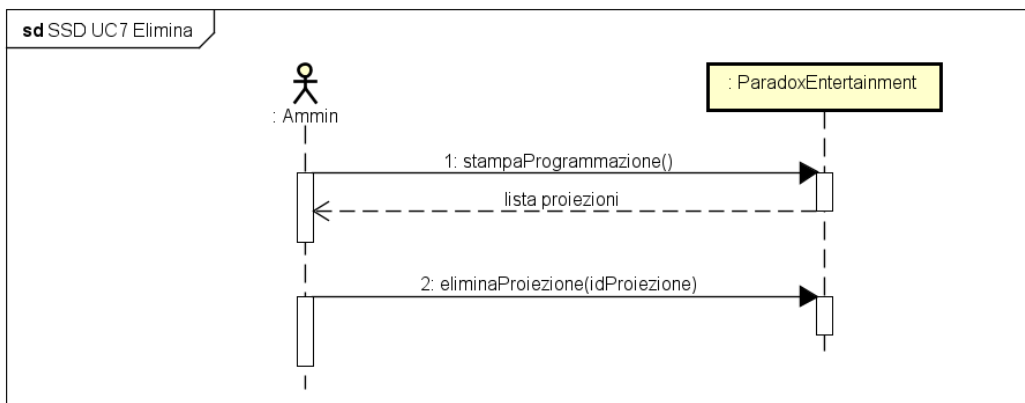 sd SSD UC7 Elimina
: Ammin
: ParadoxEntertainment
1: stampaProgrammazione()
lista proiezioni
2: eliminaProiezione(idProiezione)